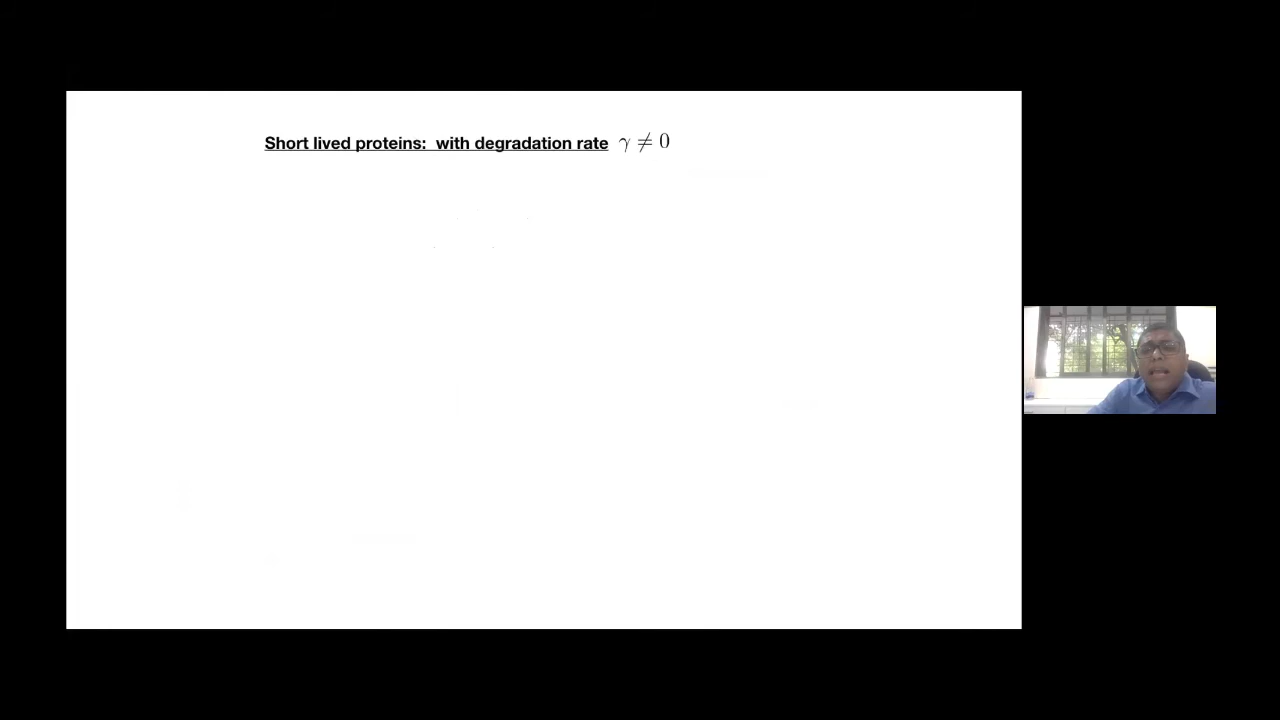 Short lived proteins: with degradation rate γ ≠ 0